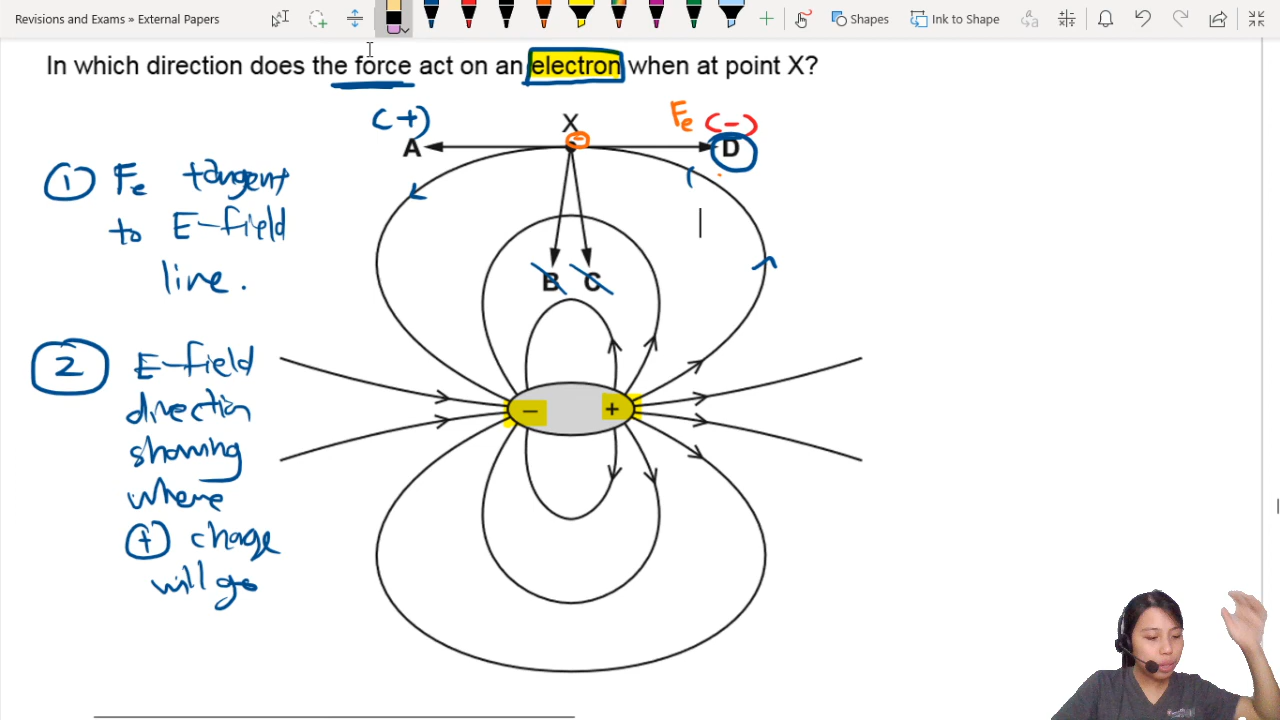 Revisions and Exams » External Papers
Shapes
Ink to Shape
In which direction does the force act on an electron when at point X?
(+)
X
Fe (-)
A
D
① Fe tangent
to E-field
line.
B
C
② E-field
direction
showing
where
⊕ charge
will go
−
+